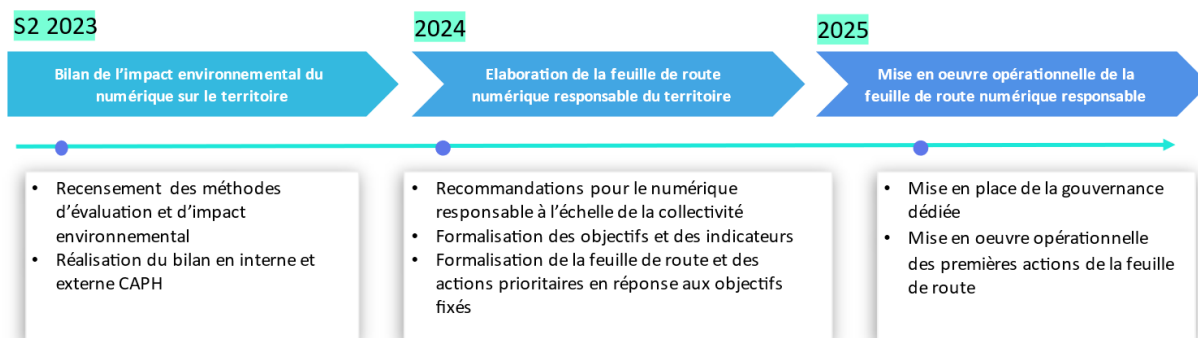 S2 2023
Bilan de l'impact environnemental du
numérique sur le territoire
• Recensement des méthodes
d'évaluation et d'impact
environnemental
• Réalisation du bilan en interne et
externe CAPH
2024
Elaboration de la feuille de route
numérique responsable du territoire
• Recommandations pour le numérique
responsable à l'échelle de la collectivité
• Formalisation des objectifs et des indicateurs
• Formalisation de la feuille de route et des
actions prioritaires en réponse aux objectifs
fixés
2025
Mise en oeuvre opérationnelle de la
feuille de route numérique responsable
• Mise en place de la gouvernance
dédiée
• Mise en oeuvre opérationnelle
des premières actions de la feuille
de route